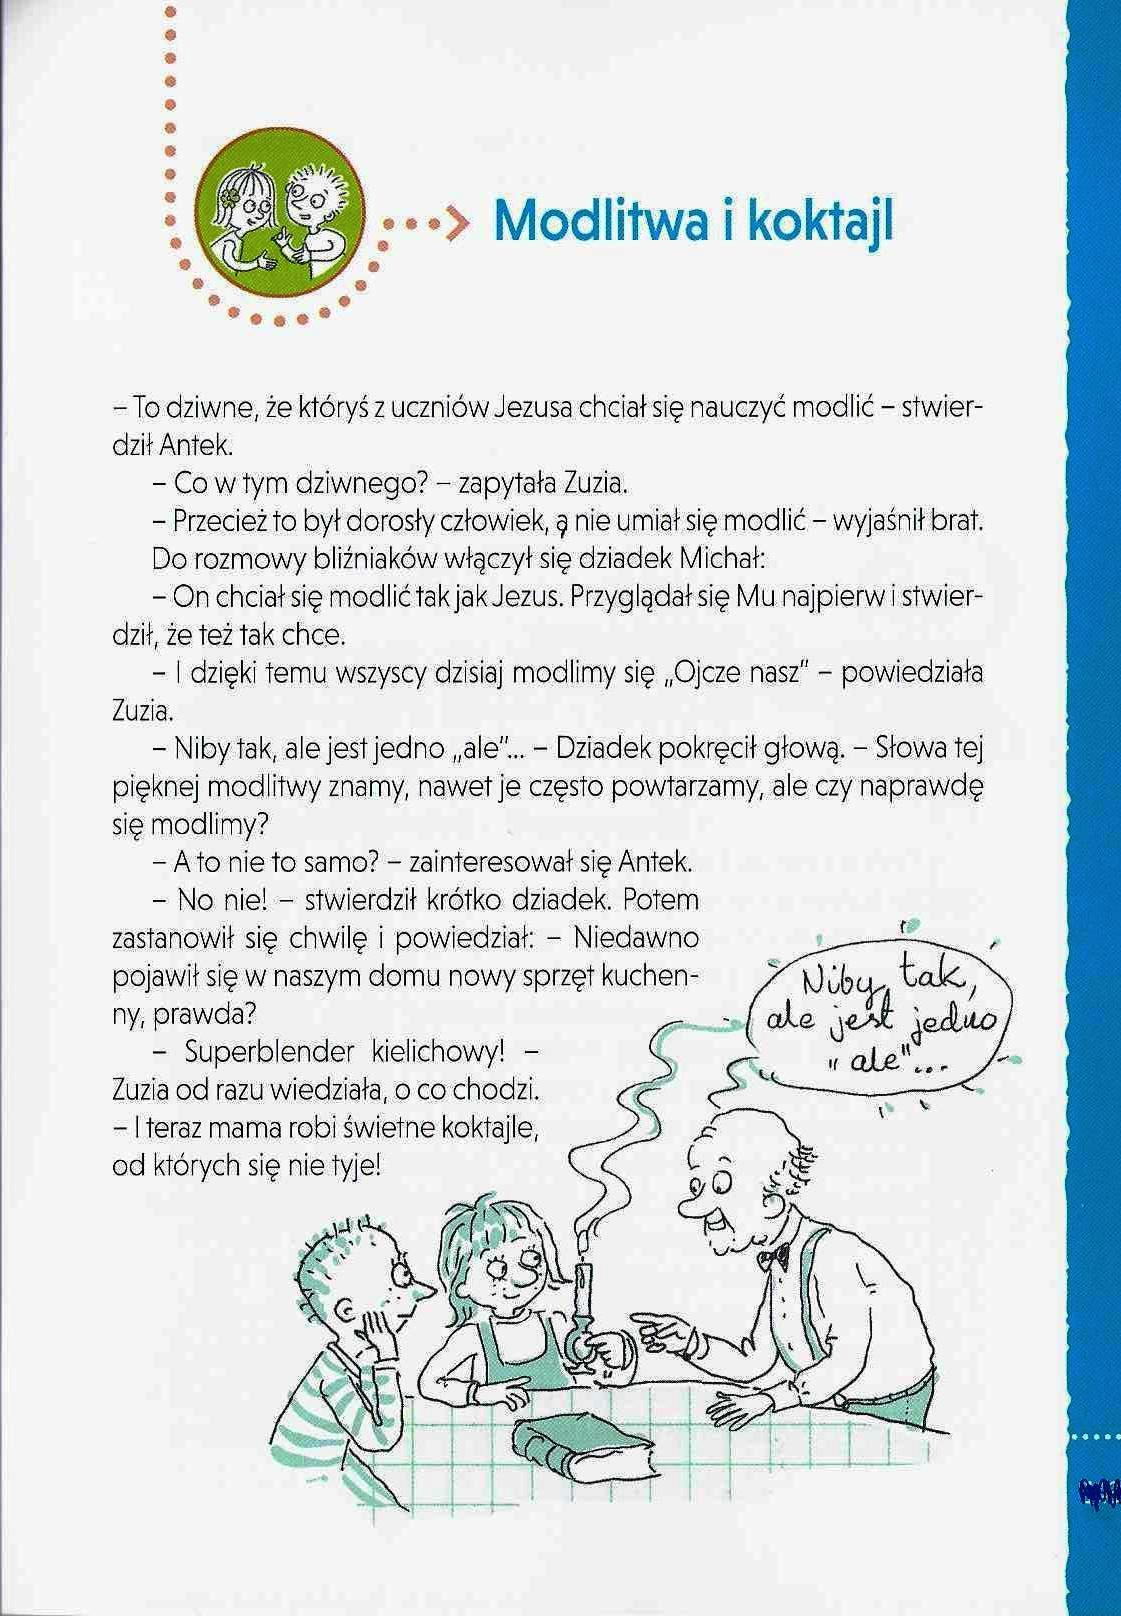 Modlitwa i koktajl
– To dziwne, że któryś z uczniów Jezusa chciał się nauczyć modlić – stwier-
dził Antek.
– Co w tym dziwnego? – zapytała Zuzia.
– Przecież to był dorosły człowiek, a nie umiał się modlić – wyjaśnił brat.
Do rozmowy bliźniaków włączył się dziadek Michał:
– On chciał się modlić tak jak Jezus. Przyglądał się Mu najpierw i stwier-
dził, że też tak chce.
– I dzięki temu wszyscy dzisiaj modlimy się „Ojcze nasz" – powiedziała
Zuzia.
– Niby tak, ale jest jedno „ale"... – Dziadek pokręcił głową. – Słowa tej
pięknej modlitwy znamy, nawet je często powtarzamy, ale czy naprawdę
się modlimy?
– A to nie to samo? – zainteresował się Antek.
– No nie! – stwierdził krótko dziadek. Potem
zastanowił się chwilę i powiedział: – Niedawno
pojawił się w naszym domu nowy sprzęt kuchen-
ny, prawda?
– Superblender kielichowy! –
Zuzia od razu wiedziała, o co chodzi.
– I teraz mama robi świetne koktajle,
od których się nie tyje!
Niby tak,
ale jest jedno
"ale"...